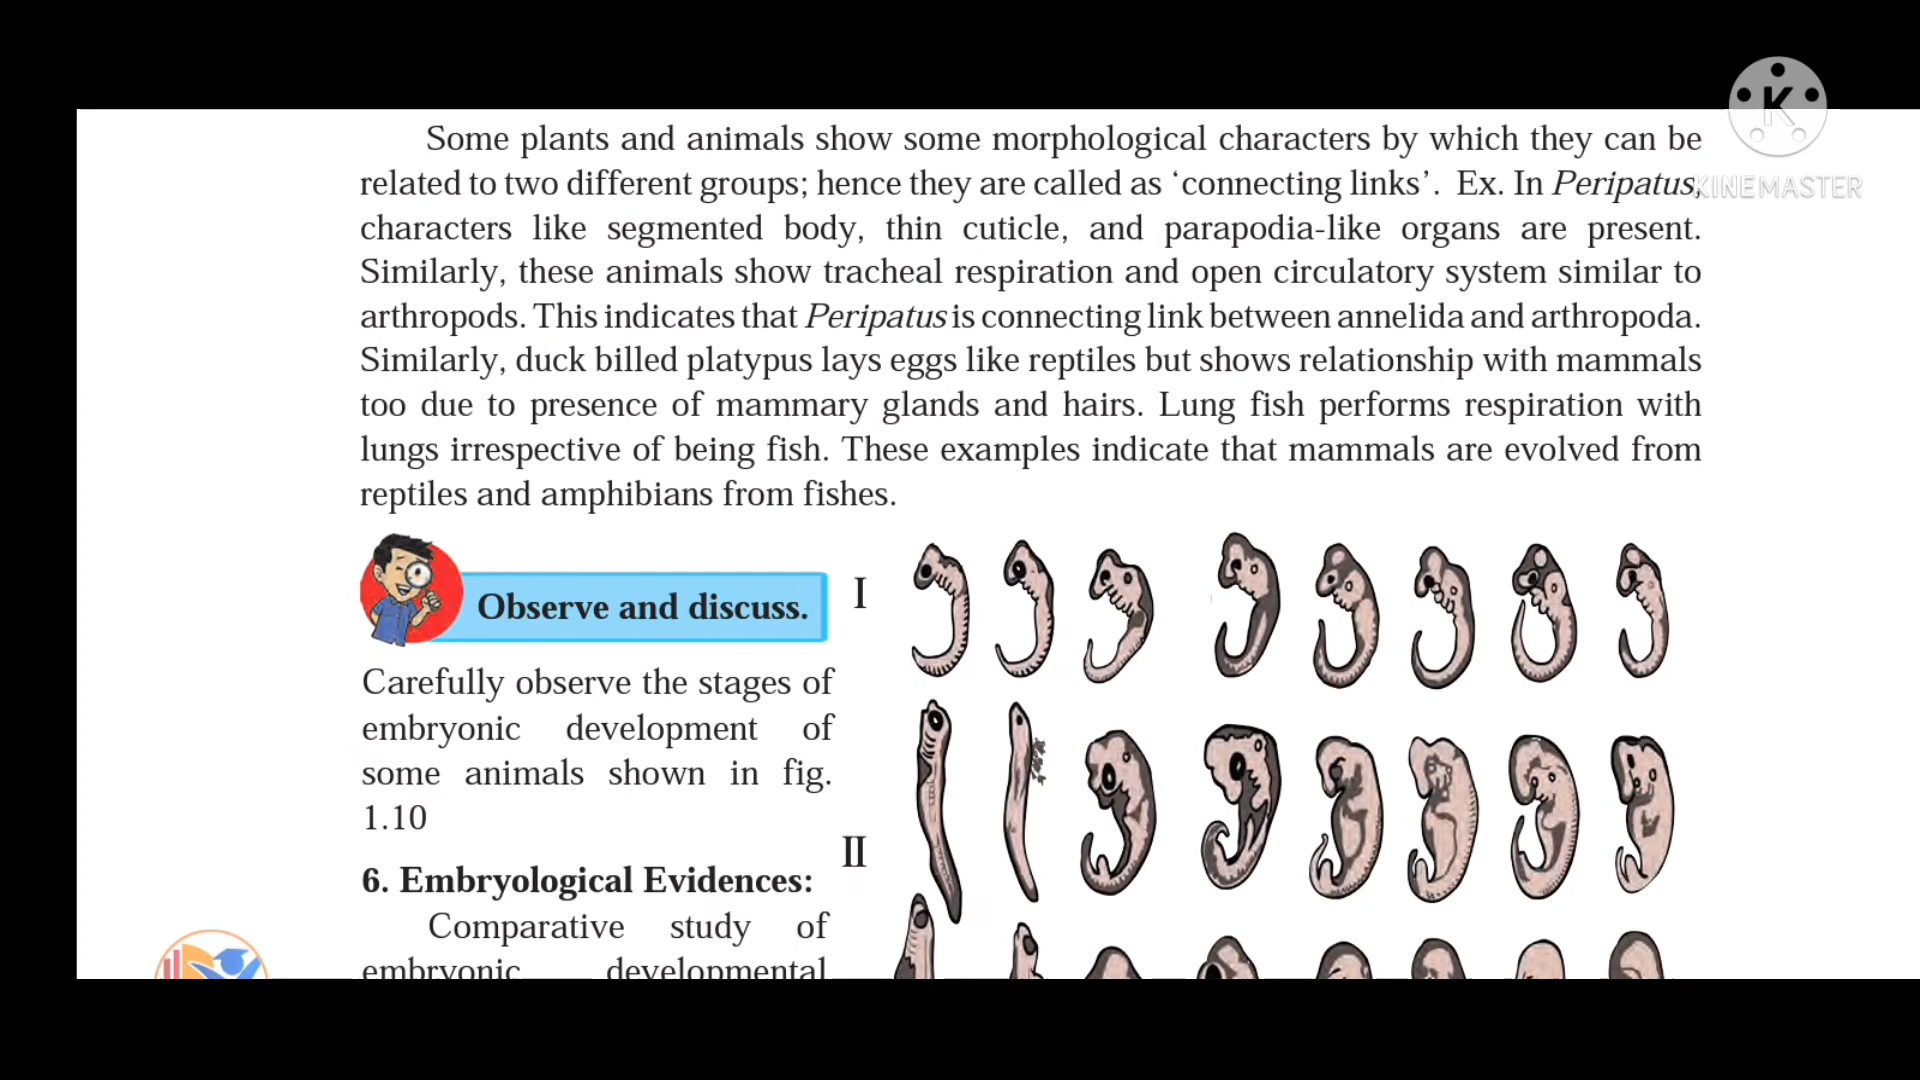 Some plants and animals show some morphological characters by which they can be
related to two different groups; hence they are called as ‘connecting links’. Ex. In Peripatus,
characters like segmented body, thin cuticle, and parapodia-like organs are present.
Similarly, these animals show tracheal respiration and open circulatory system similar to
arthropods. This indicates that Peripatus is connecting link between annelida and arthropoda.
Similarly, duck billed platypus lays eggs like reptiles but shows relationship with mammals
too due to presence of mammary glands and hairs. Lung fish performs respiration with
lungs irrespective of being fish. These examples indicate that mammals are evolved from
reptiles and amphibians from fishes.
Observe and discuss.
Carefully observe the stages of
embryonic development of
some animals shown in fig.
1.10
6. Embryological Evidences:
Comparative study of
embryonic developmental
I
II
K
KINEMASTER